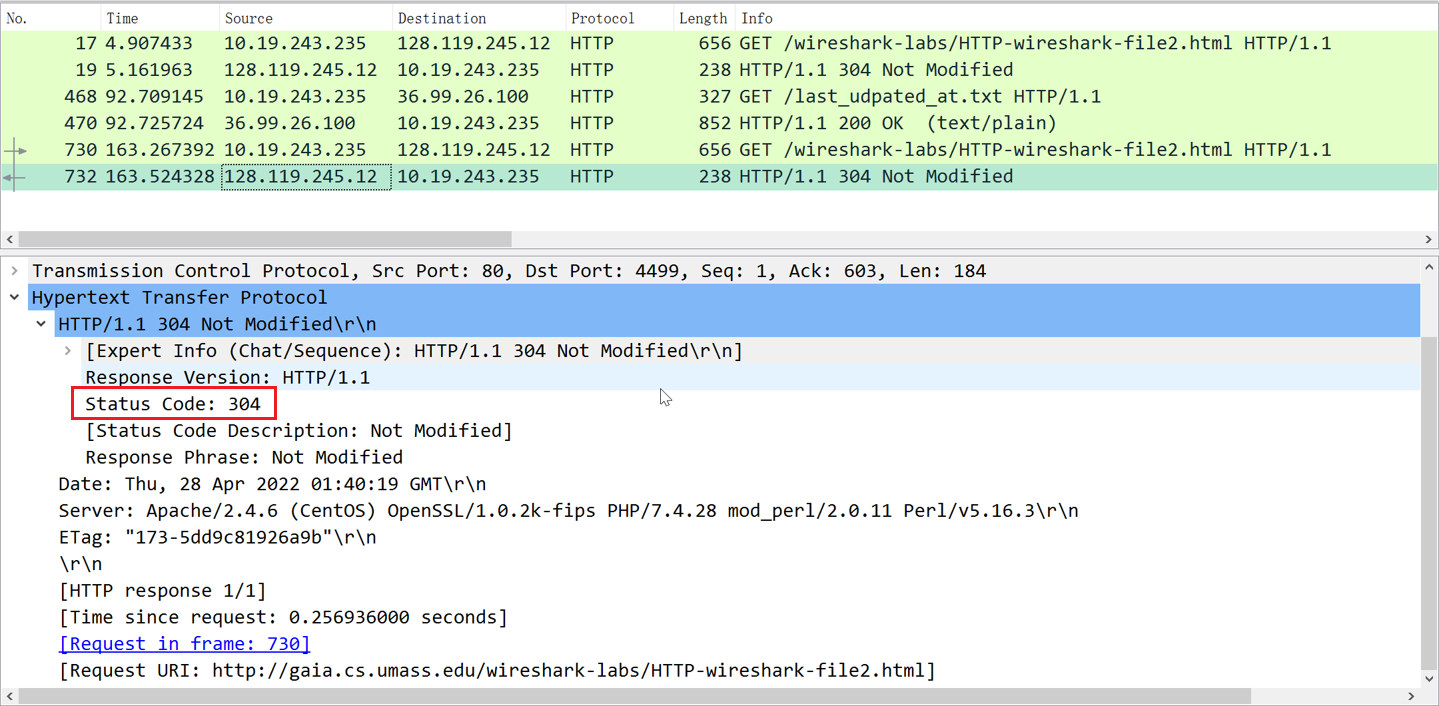 No. Time Source Destination Protocol Length Info
17 4.907433 10.19.243.235 128.119.245.12 HTTP 656 GET /wireshark-labs/HTTP-wireshark-file2.html HTTP/1.1
19 5.161963 128.119.245.12 10.19.243.235 HTTP 238 HTTP/1.1 304 Not Modified
468 92.709145 10.19.243.235 36.99.26.100 HTTP 327 GET /last_udpated_at.txt HTTP/1.1
470 92.725724 36.99.26.100 10.19.243.235 HTTP 852 HTTP/1.1 200 OK  (text/plain)
730 163.267392 10.19.243.235 128.119.245.12 HTTP 656 GET /wireshark-labs/HTTP-wireshark-file2.html HTTP/1.1
732 163.524328 128.119.245.12 10.19.243.235 HTTP 238 HTTP/1.1 304 Not Modified
Transmission Control Protocol, Src Port: 80, Dst Port: 4499, Seq: 1, Ack: 603, Len: 184
Hypertext Transfer Protocol
HTTP/1.1 304 Not Modified\r\n
[Expert Info (Chat/Sequence): HTTP/1.1 304 Not Modified\r\n]
Response Version: HTTP/1.1
Status Code: 304
[Status Code Description: Not Modified]
Response Phrase: Not Modified
Date: Thu, 28 Apr 2022 01:40:19 GMT\r\n
Server: Apache/2.4.6 (CentOS) OpenSSL/1.0.2k-fips PHP/7.4.28 mod_perl/2.0.11 Perl/v5.16.3\r\n
ETag: "173-5dd9c81926a9b"\r\n
\r\n
[HTTP response 1/1]
[Time since request: 0.256936000 seconds]
[Request in frame: 730]
[Request URI: http://gaia.cs.umass.edu/wireshark-labs/HTTP-wireshark-file2.html]